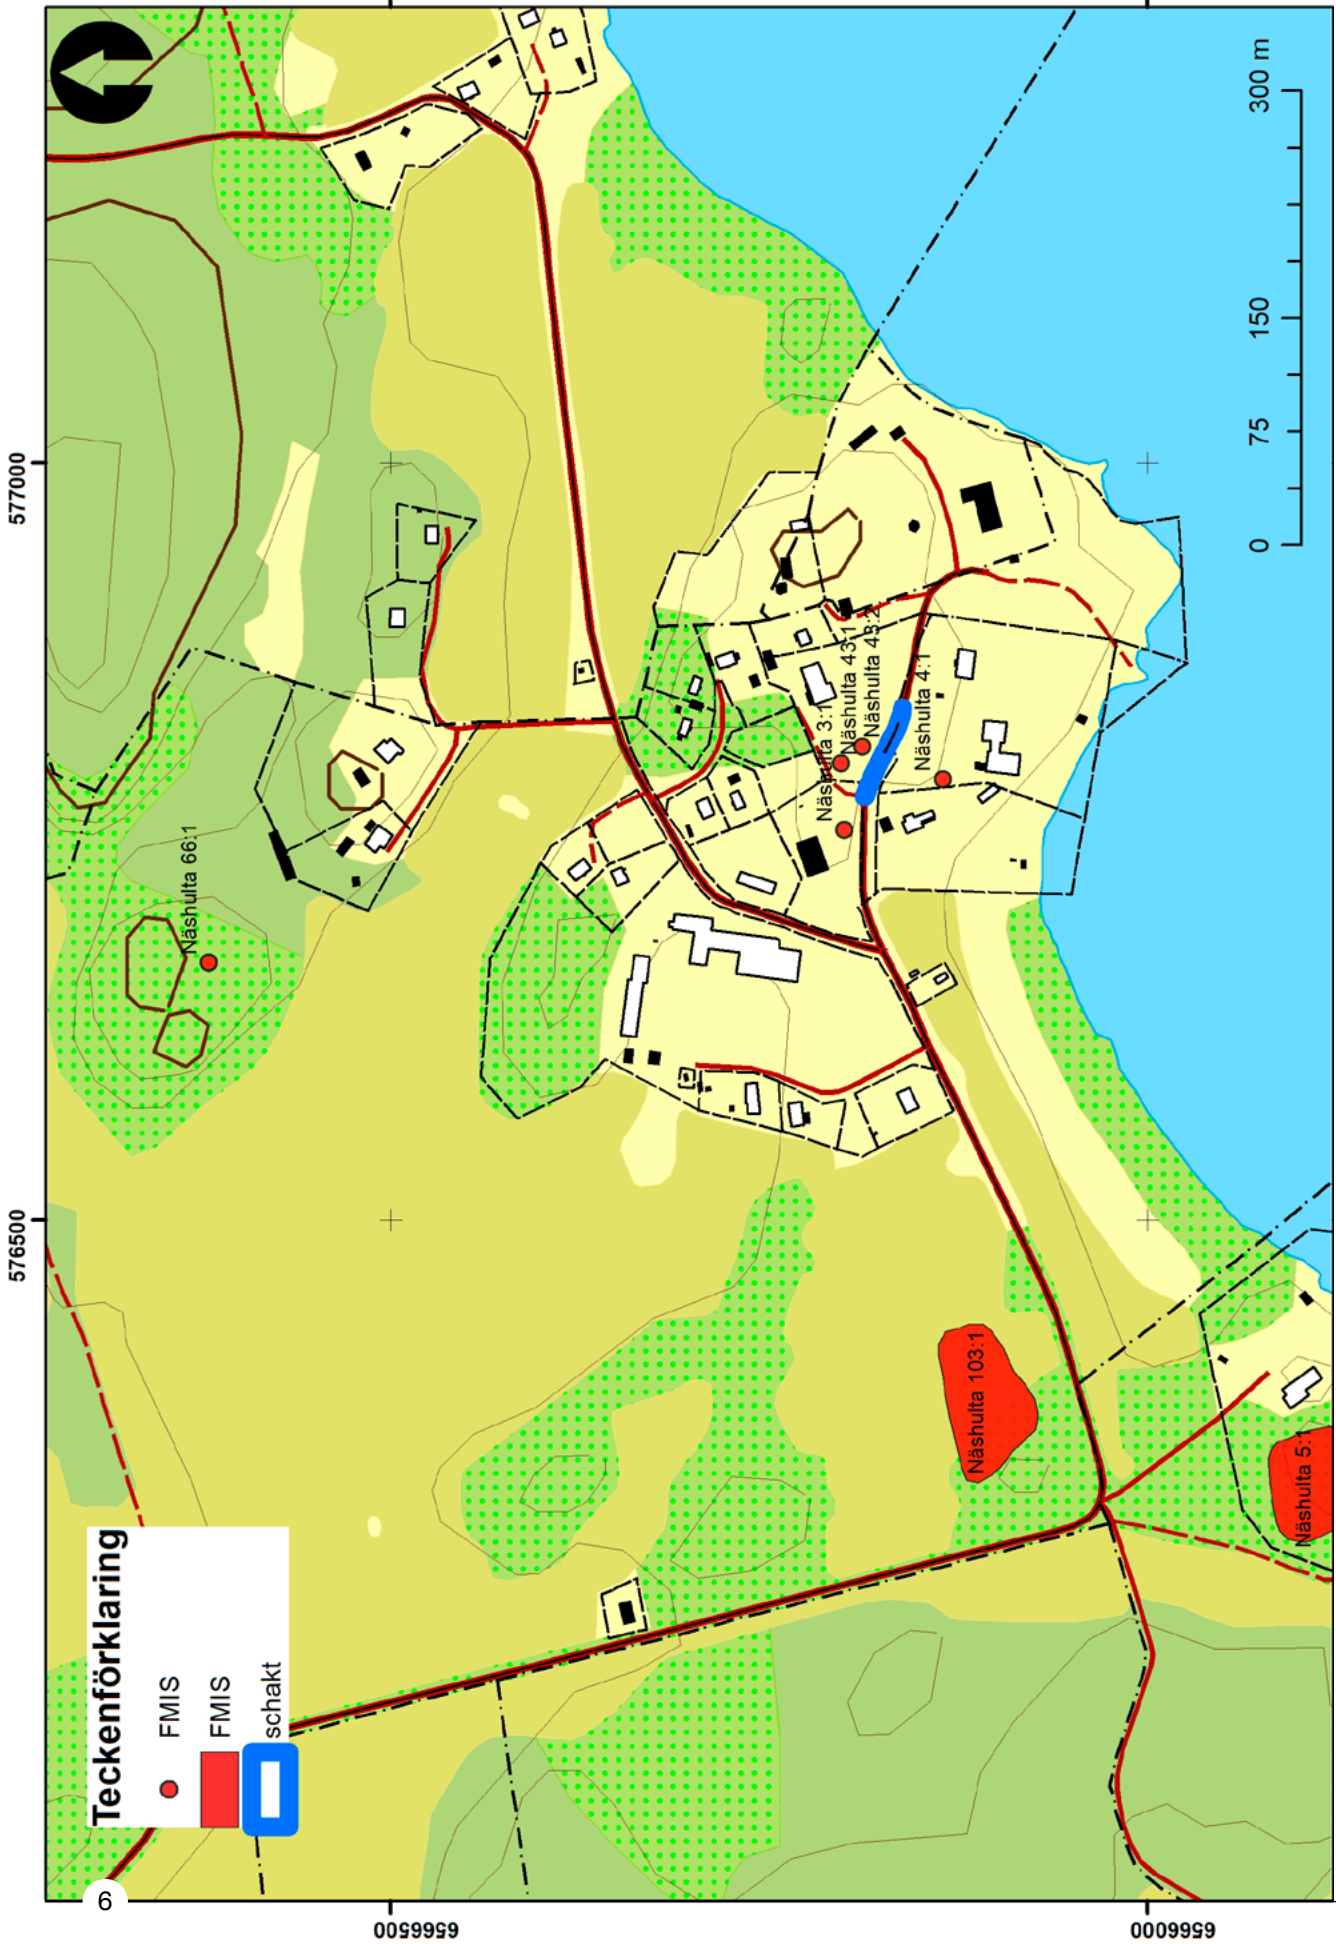 576500
577000
Teckenförklaring
FMIS
FMIS
schakt
Näshulta 66:1
Näshulta 3:1
Näshulta 43:1
Näshulta 43:2
Näshulta 4:1
Näshulta 103:1
Näshulta 5:1
0 75 150 300 m
6566500
6566000
6